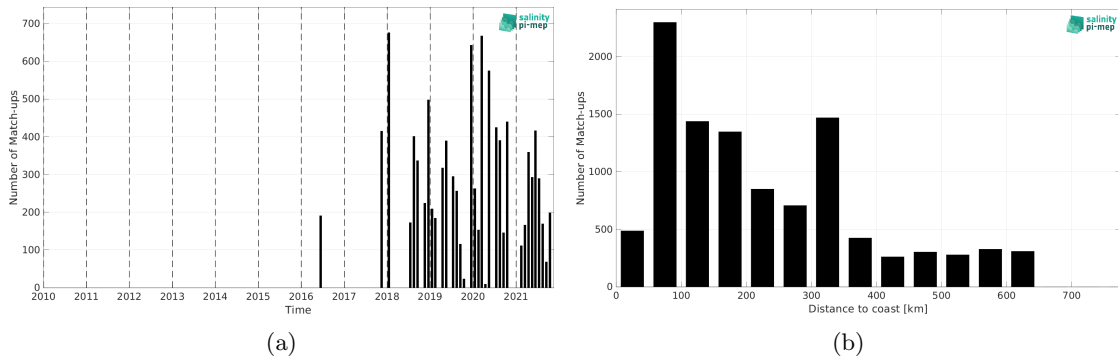 salinity
pi-mep
700
600
500
400
300
200
100
0
Number of Match-ups
2010 2011 2012 2013 2014 2015 2016 2017 2018 2019 2020 2021
Time
(a)
salinity
pi-mep
2000
1500
1000
500
0
Number of Match-ups
0 100 200 300 400 500 600 700
Distance to coast [km]
(b)